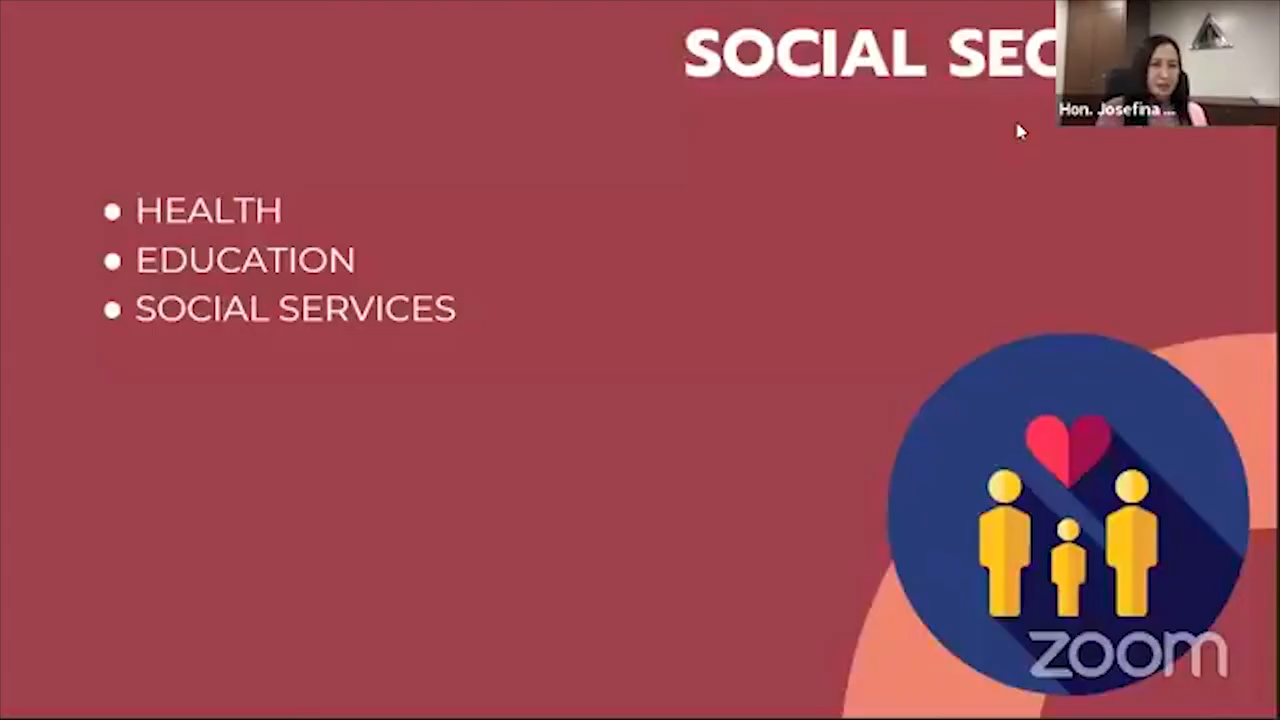 SOCIAL SEC
Hon. Josefina ...
• HEALTH
• EDUCATION
• SOCIAL SERVICES
zoom